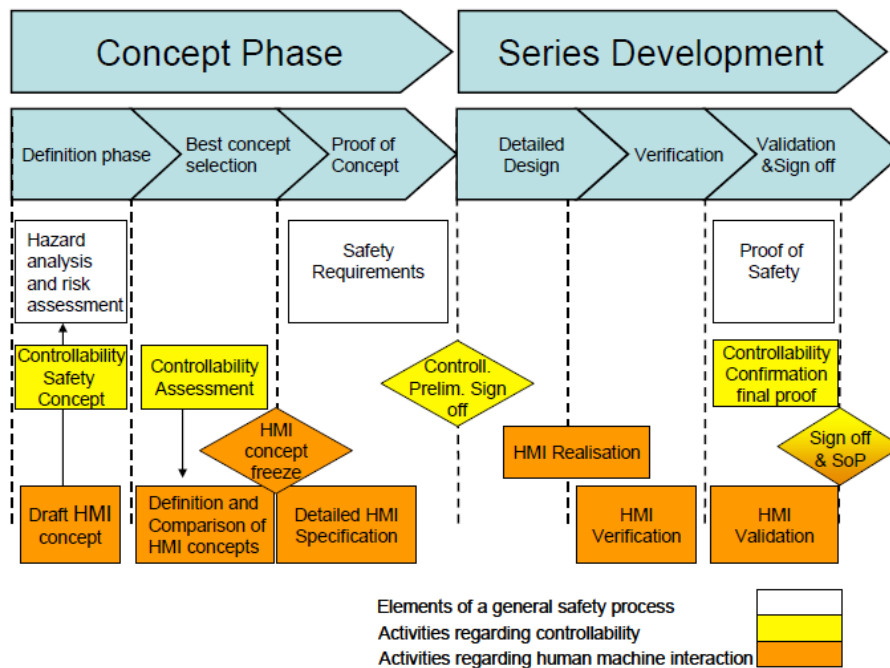 Concept Phase
Series Development
Definition phase
Best concept
selection
Proof of
Concept
Detailed
Design
Verification
Validation
&Sign off
Hazard
analysis
and risk
assessment
Safety
Requirements
Proof of
Safety
Controllability
Safety
Concept
Controllability
Assessment
Controll.
Prelim. Sign
off
Controllability
Confirmation
final proof
HMI
concept
freeze
HMI Realisation
Sign off
& SoP
Draft HMI
concept
Definition and
Comparison of
HMI concepts
Detailed HMI
Specification
HMI
Verification
HMI
Validation
Elements of a general safety process
Activities regarding controllability
Activities regarding human machine interaction